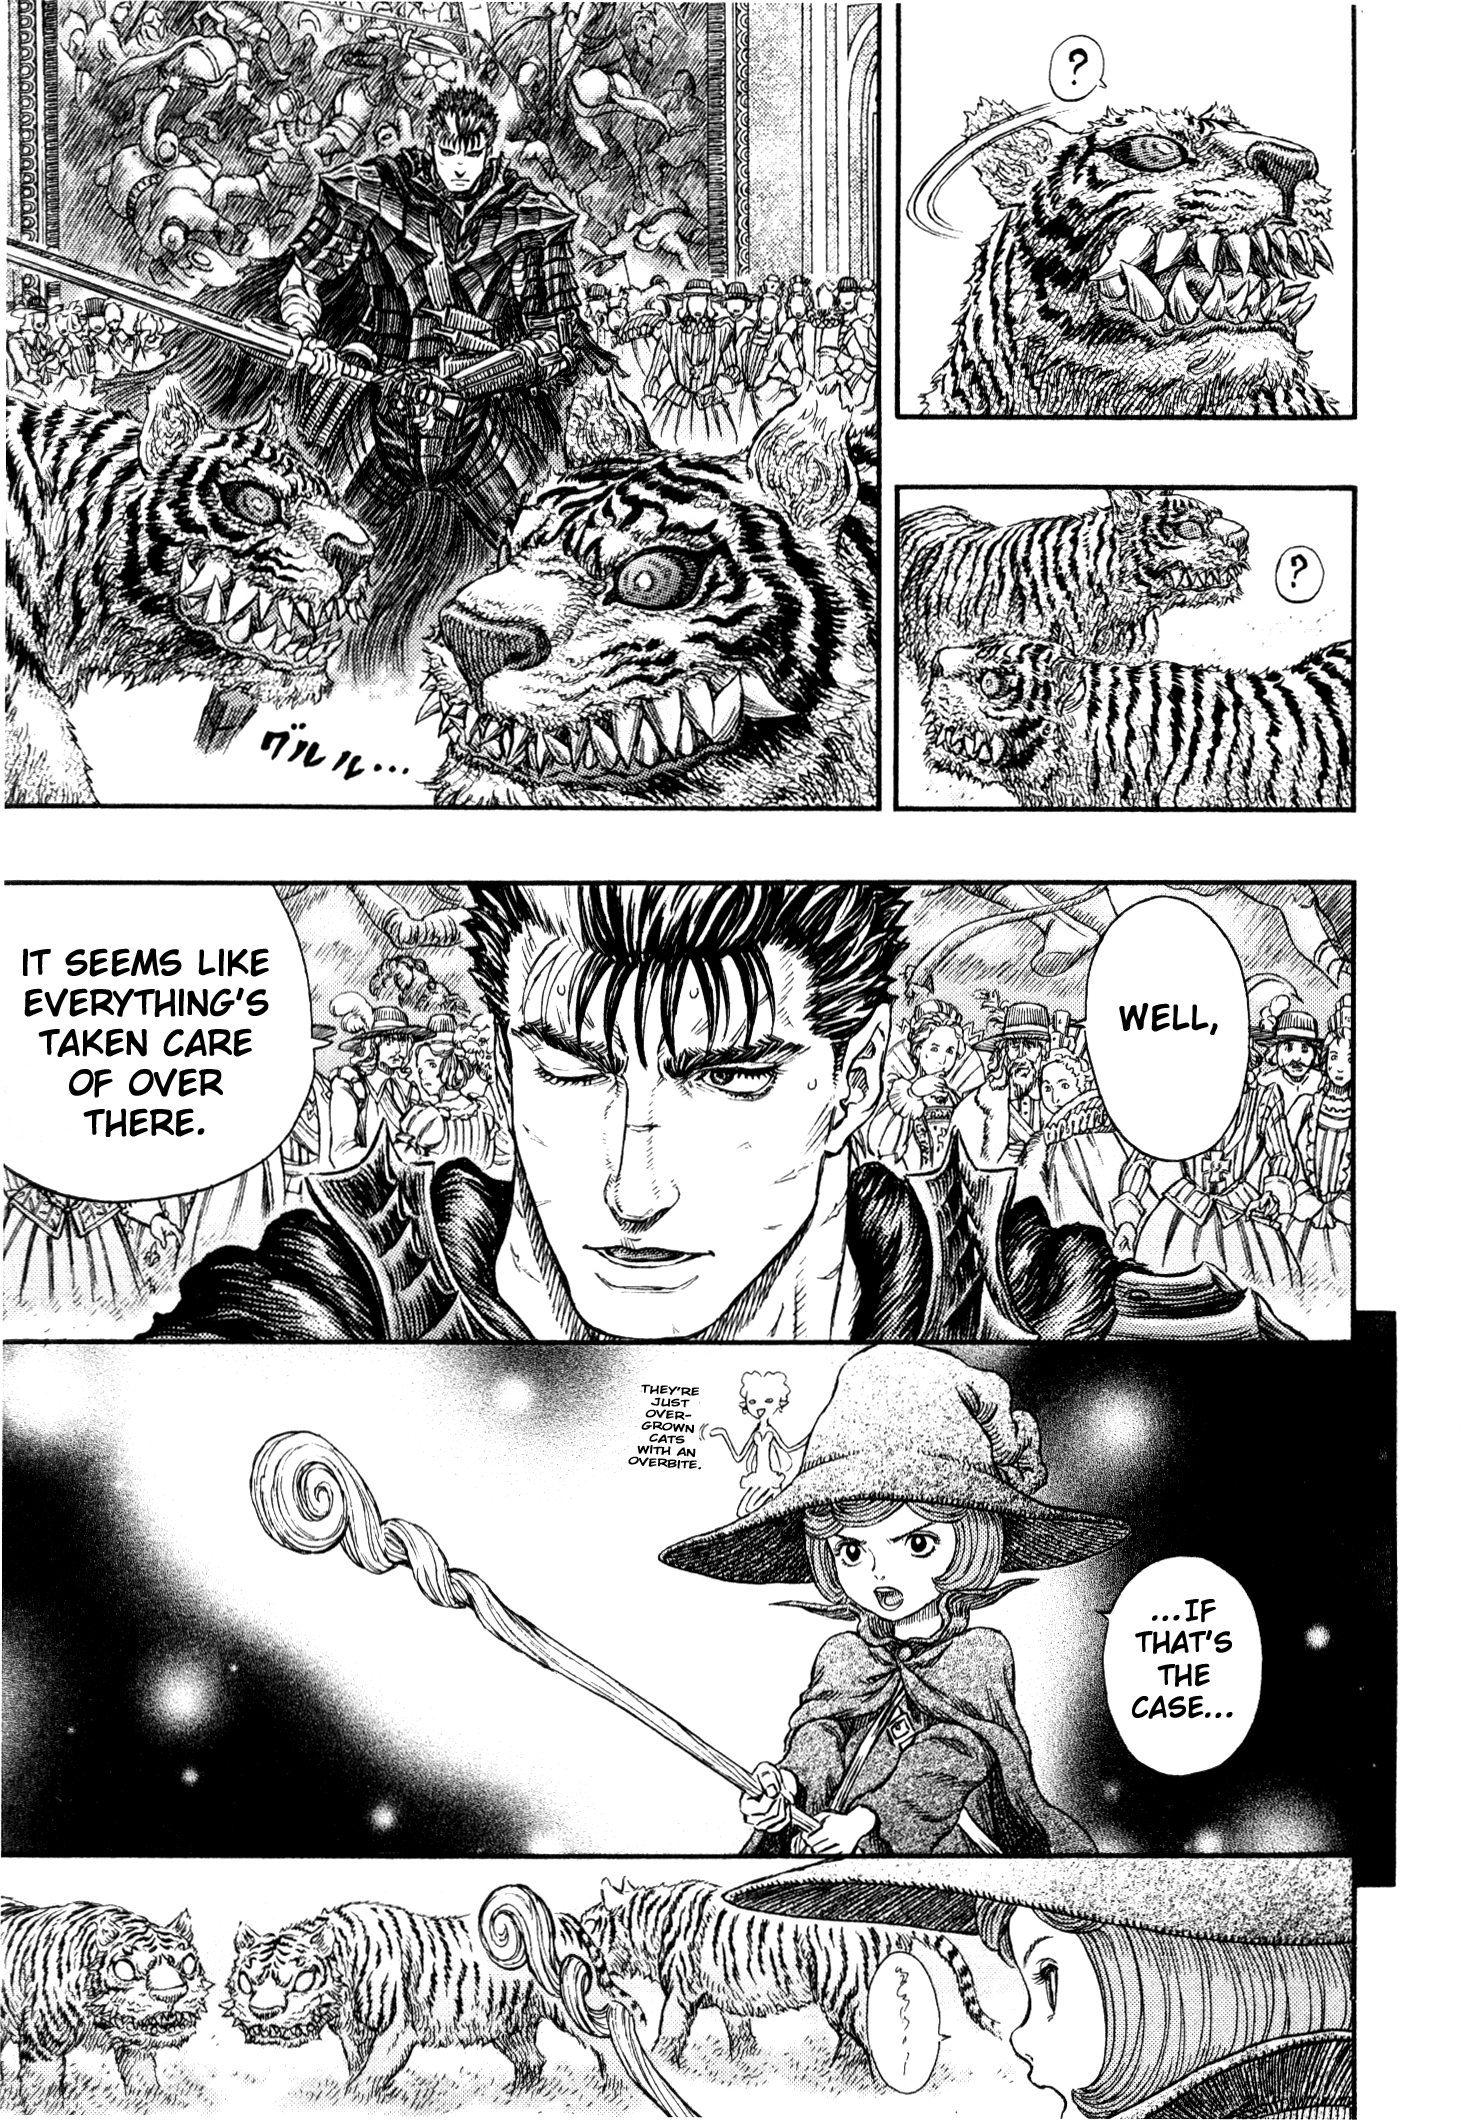 ?
?
グルル...
WELL,
IT SEEMS LIKE
EVERYTHING'S
TAKEN CARE
OF OVER
THERE.
THEY'RE
JUST
OVER-
GROWN
CATS
WITH AN
OVERBITE.
...IF
THAT'S
THE
CASE...